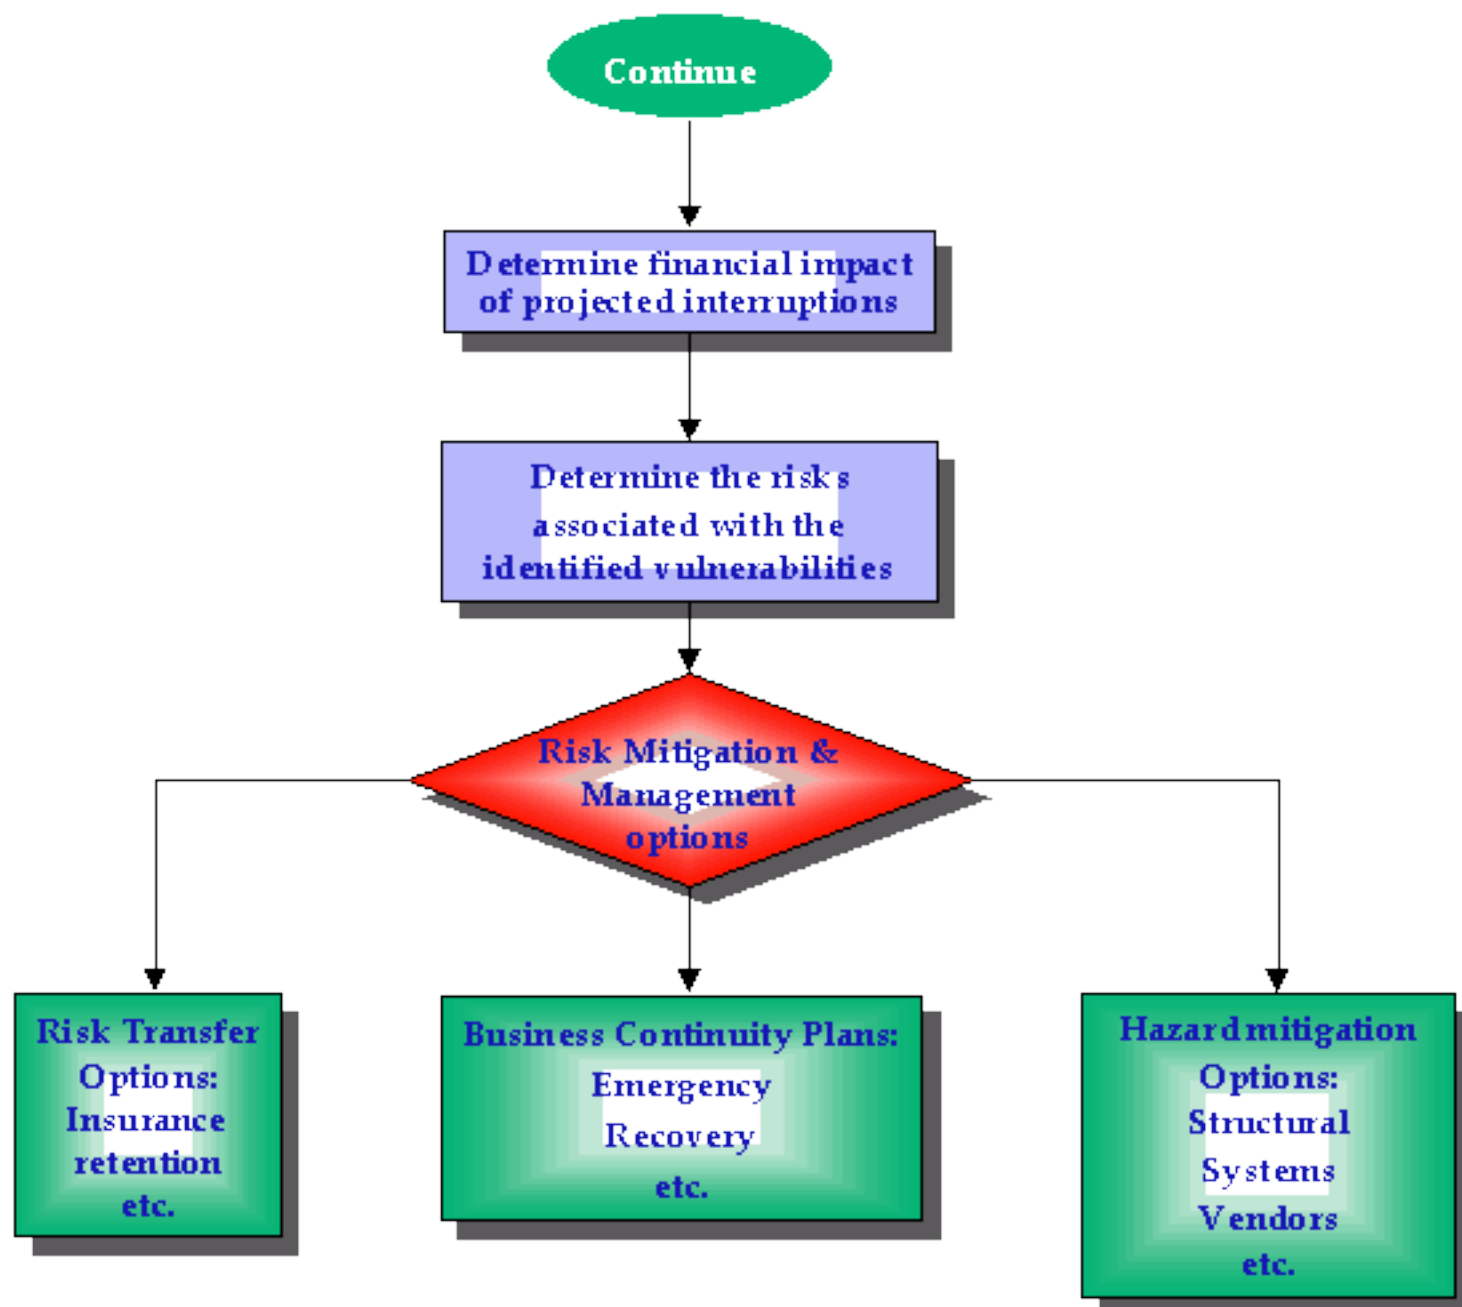 Continue
Determine financial impact
of projected interruptions
Determine the risks
associated with the
identified vulnerabilities
Risk Mitigation &
Management
options
Risk Transfer
Options:
Insurance
retention
etc.
Business Continuity Plans:
Emergency
Recovery
etc.
Hazard mitigation
Options:
Structural
Systems
Vendors
etc.